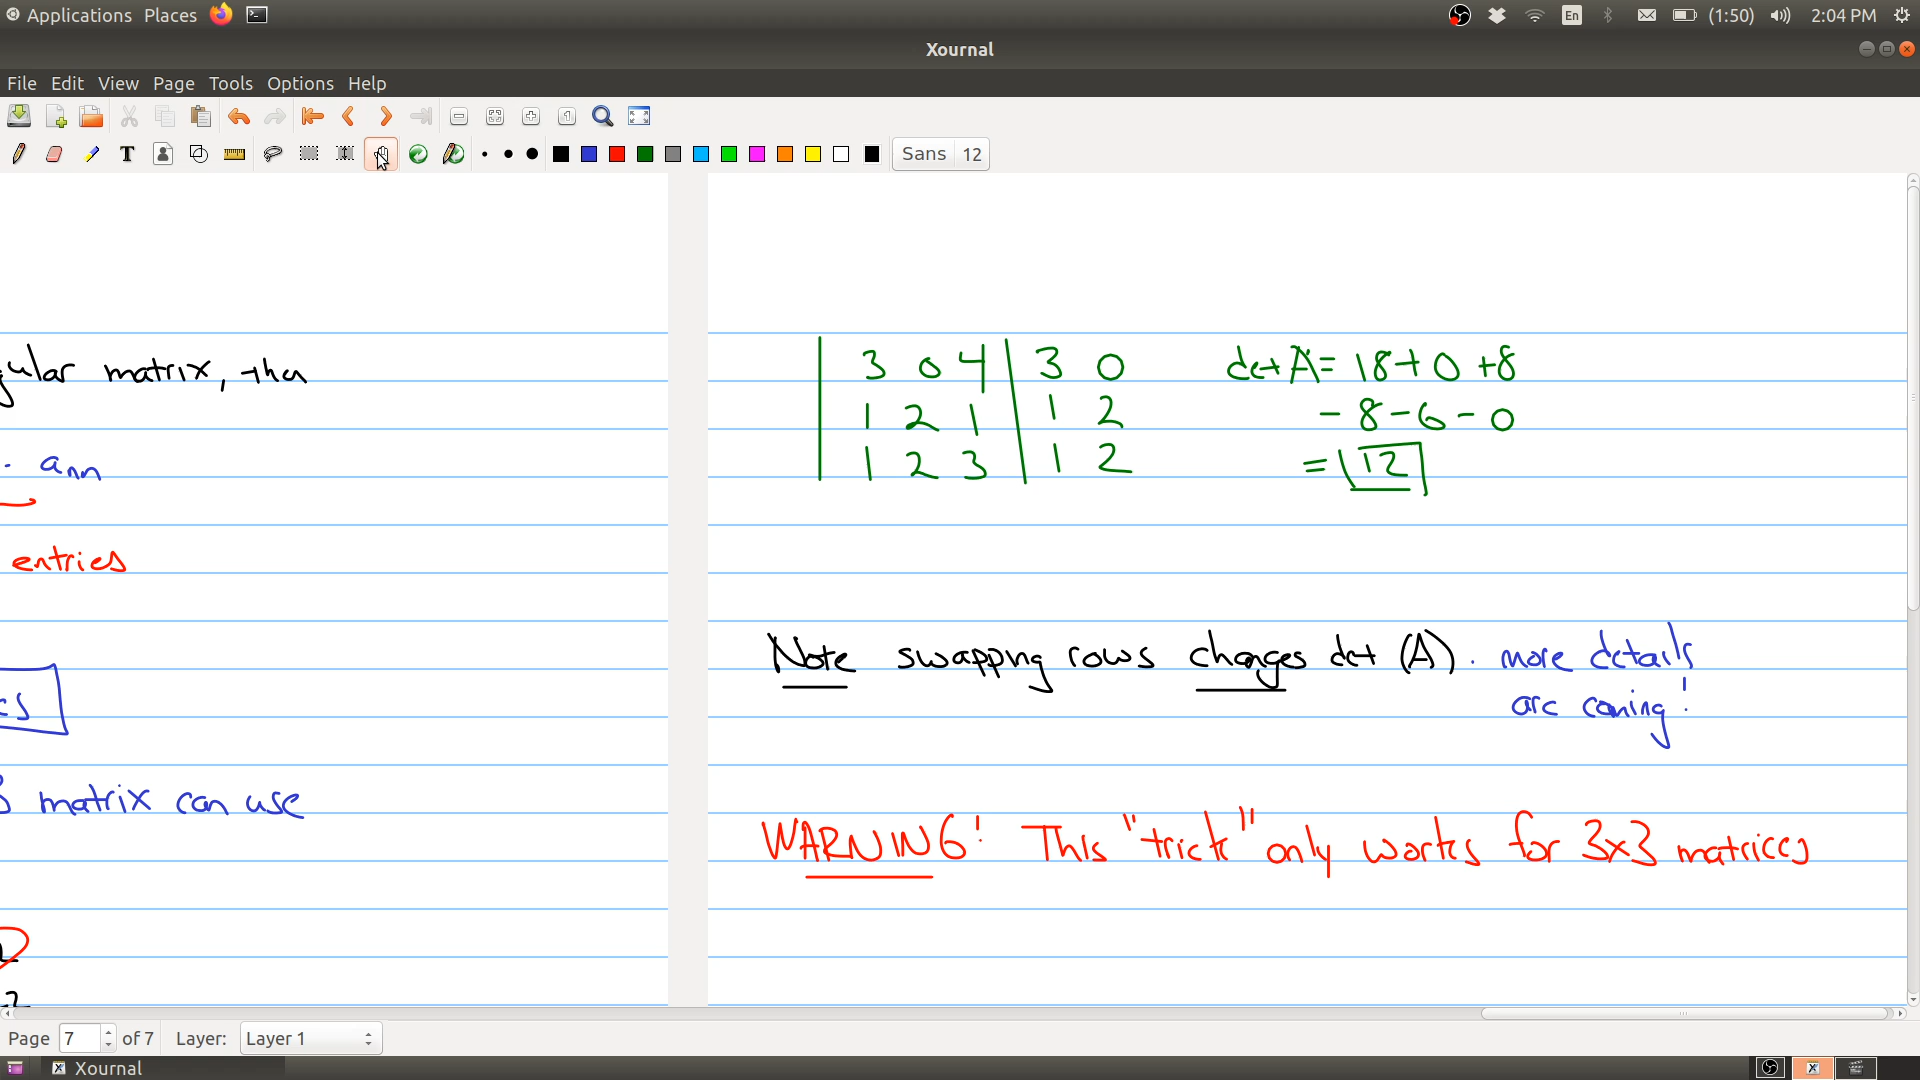 Applications Places En (1:50) 2:04 PM
Xournal
File Edit View Page Tools Options Help
T Sans 12
ular matrix, then
ann
entries
matrix can use
3 0 4 3 0 det A = 18 + 0 + 8
1 2 1 1 2 - 8 - 6 - 0
1 2 3 1 2 = 12
Note swapping rows changes det (A). more details
are coming!
WARNING! This "trick" only works for 3x3 matrices
Page 7 of 7 Layer: Layer 1
Xournal